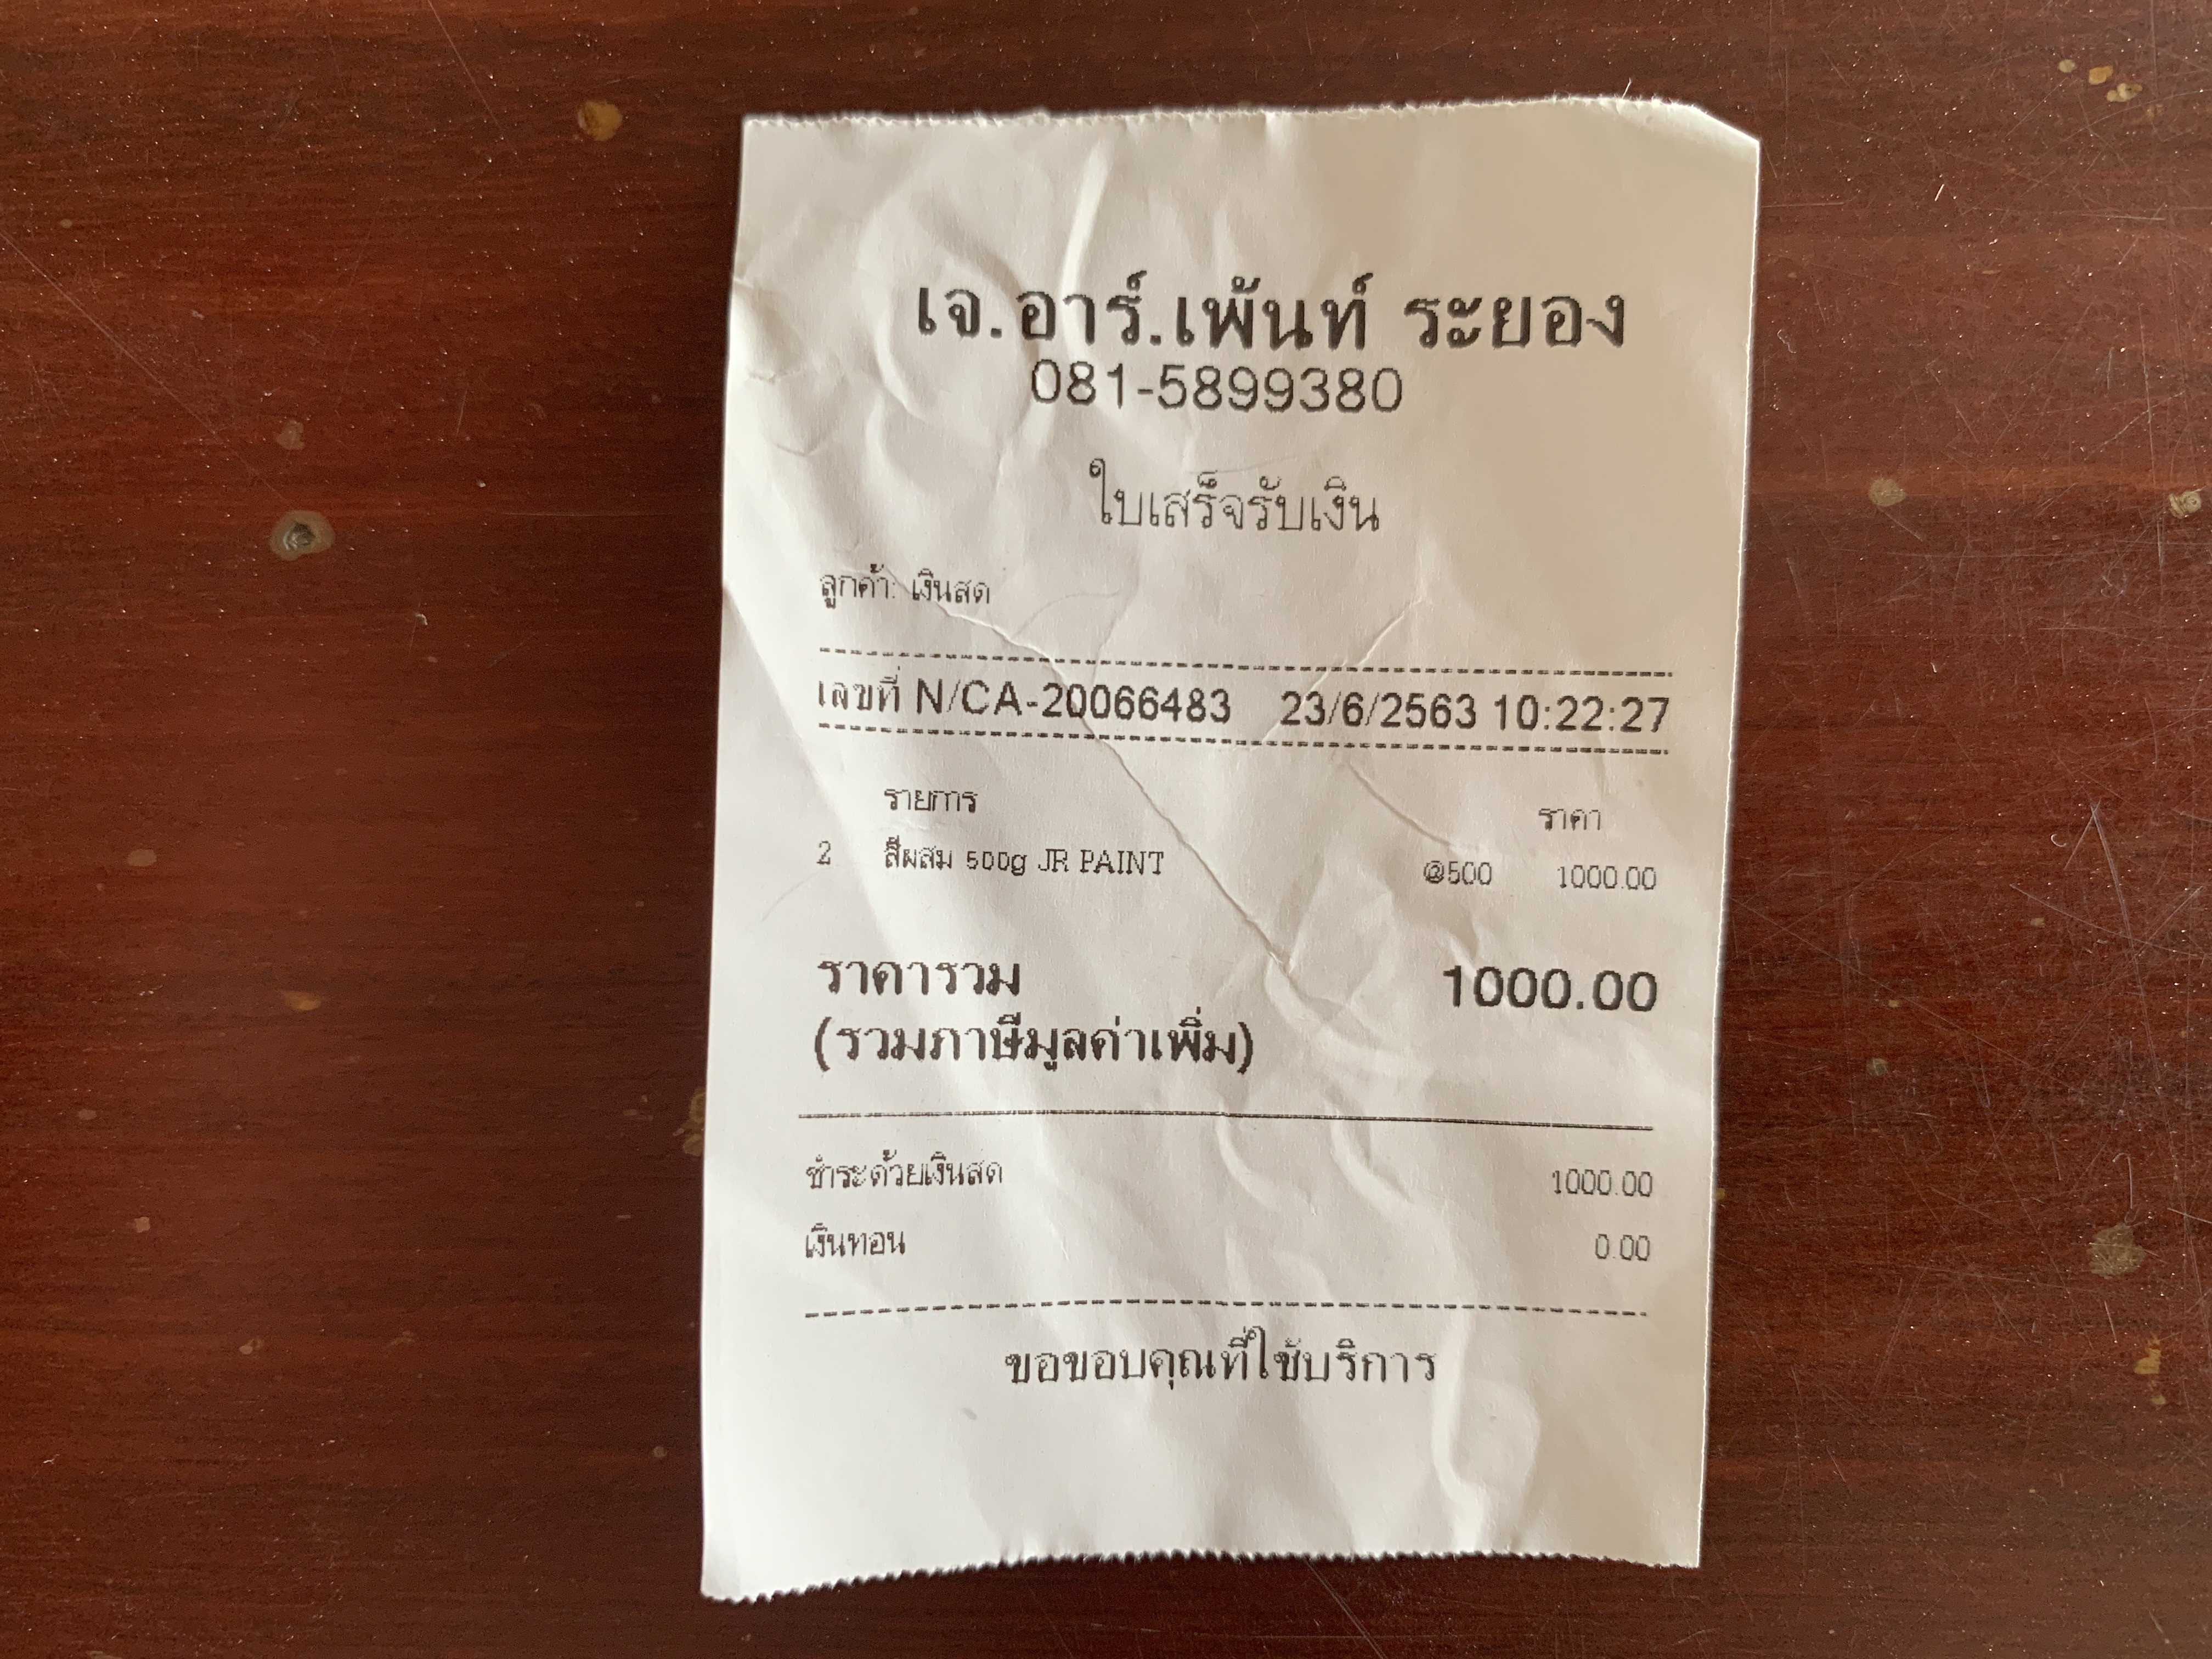 เจ.อาร์.เพ้นท์ ระยอง
081-5899380
ใบเสร็จรับเงิน
ลูกค้า: เงินสด
เลขที่ N/CA-20066483 23/6/2563 10:22:27
รายการ ราคา
2 สีผสม 500g JR PAINT @500 1000.00
ราคารวม 1000.00
(รวมภาษีมูลค่าเพิ่ม)
ชำระด้วยเงินสด 1000.00
เงินทอน 0.00
ขอขอบคุณที่ใช้บริการ